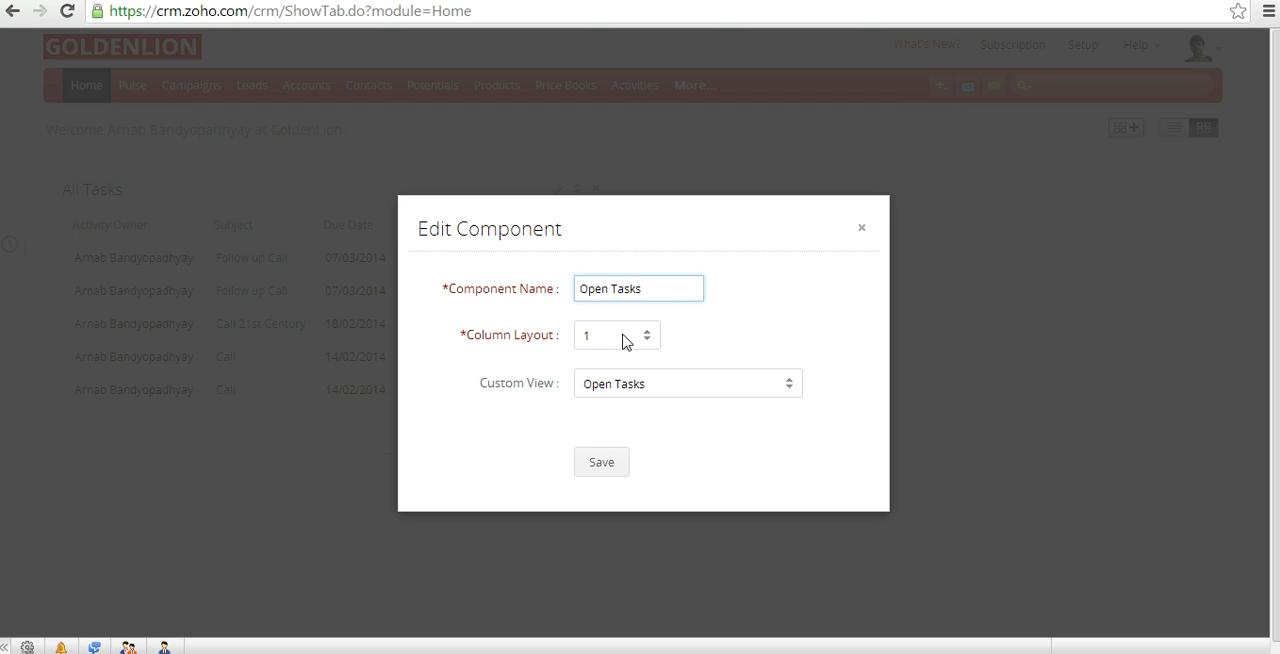 https://crm.zoho.com/crm/ShowTab.do?module=Home
GOLDENLION
What's New? Subscription Setup Help
Home Pulse Campaigns Leads Accounts Contacts Potentials Products Price Books Activities More...
Welcome Arnab Bandyopadhyay at GoldenLion
All Tasks
Activity Owner Subject Due Date
Arnab Bandyopadhyay Follow up Call 07/03/2014
Arnab Bandyopadhyay Follow up Call 07/03/2014
Arnab Bandyopadhyay Call 21st Century 18/02/2014
Arnab Bandyopadhyay Call 14/02/2014
Arnab Bandyopadhyay Call 14/02/2014
Edit Component
*Component Name : Open Tasks
*Column Layout : 1
Custom View : Open Tasks
Save